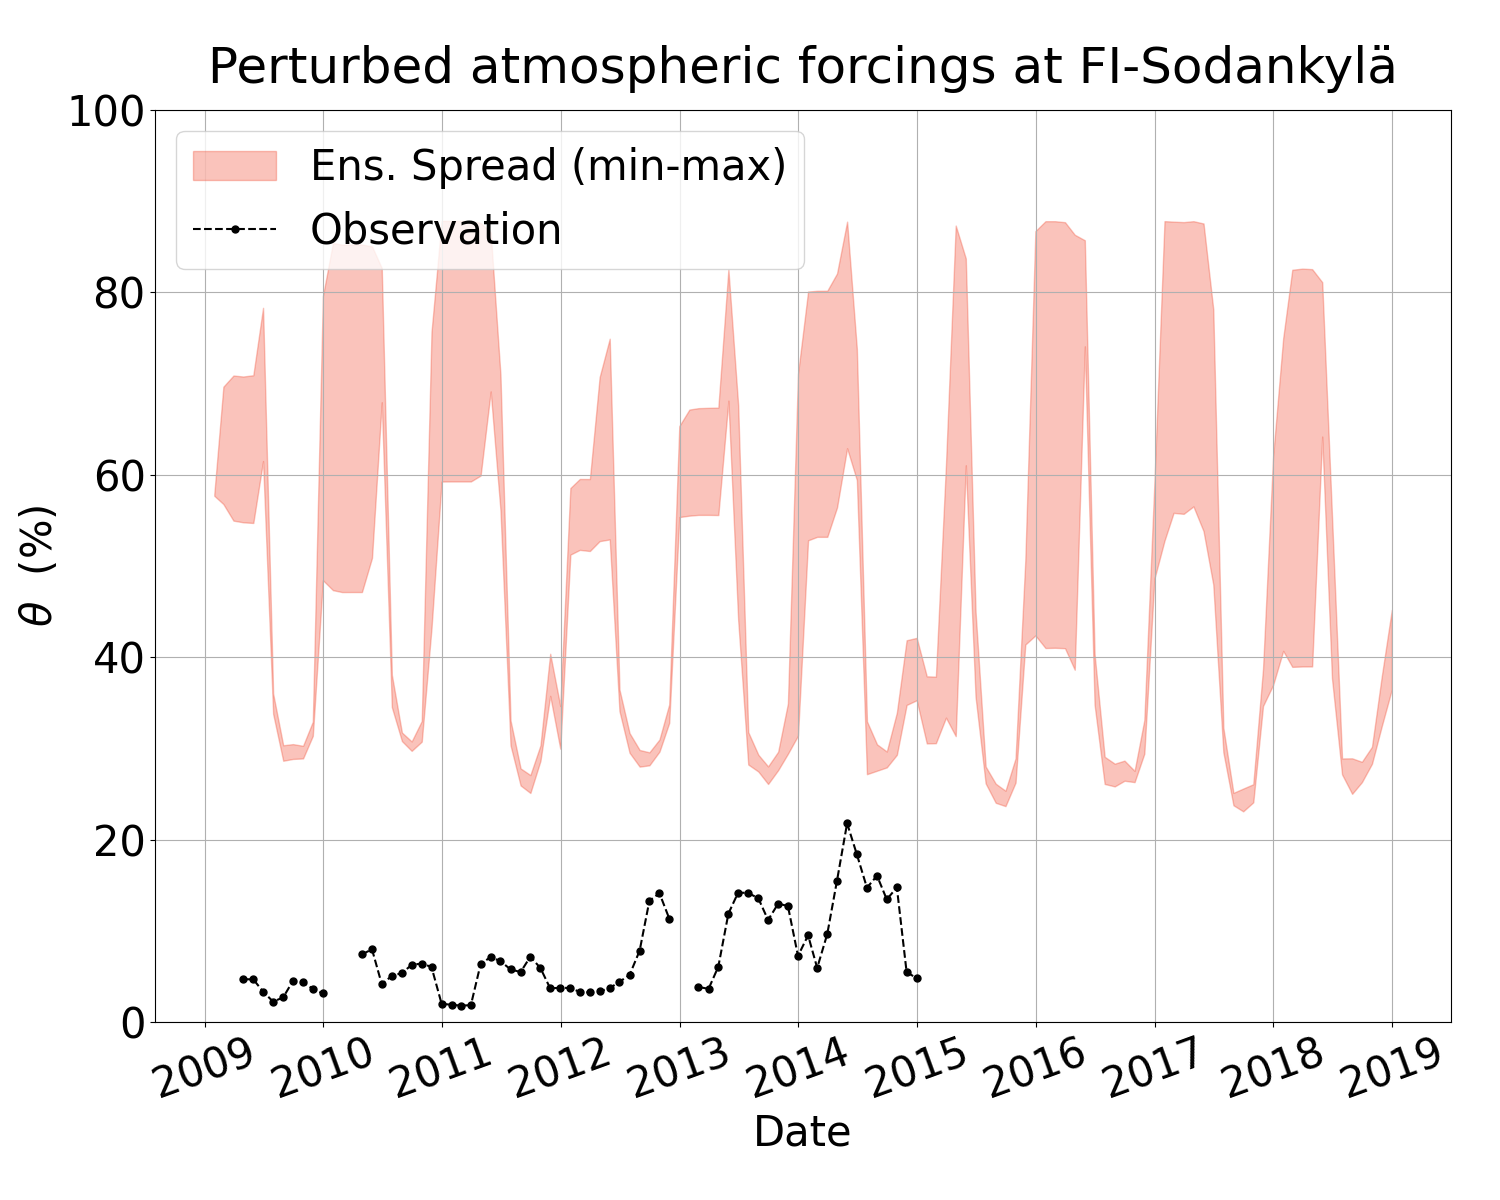 Perturbed atmospheric forcings at FI-Sodankylä
100
80
60
40
20
0
θ (%)
Ens. Spread (min-max)
Observation
2009 2010 2011 2012 2013 2014 2015 2016 2017 2018 2019
Date